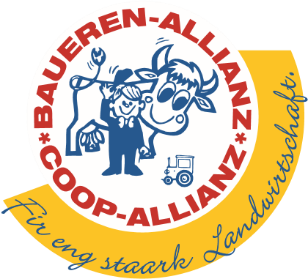 *BAUEREN-ALLIANZ*
COOP-ALLIANZ
Fir eng staark Landwirtschaft.